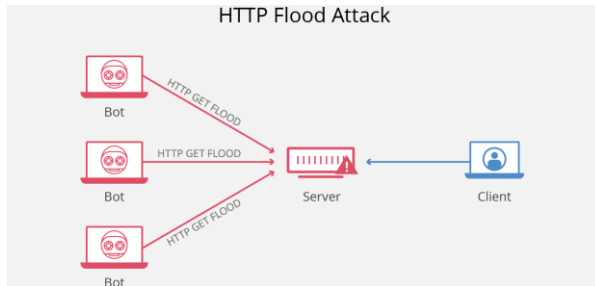 HTTP Flood Attack
HTTP GET FLOOD
Bot
HTTP GET FLOOD
Bot
Server
Client
HTTP GET FLOOD
Bot